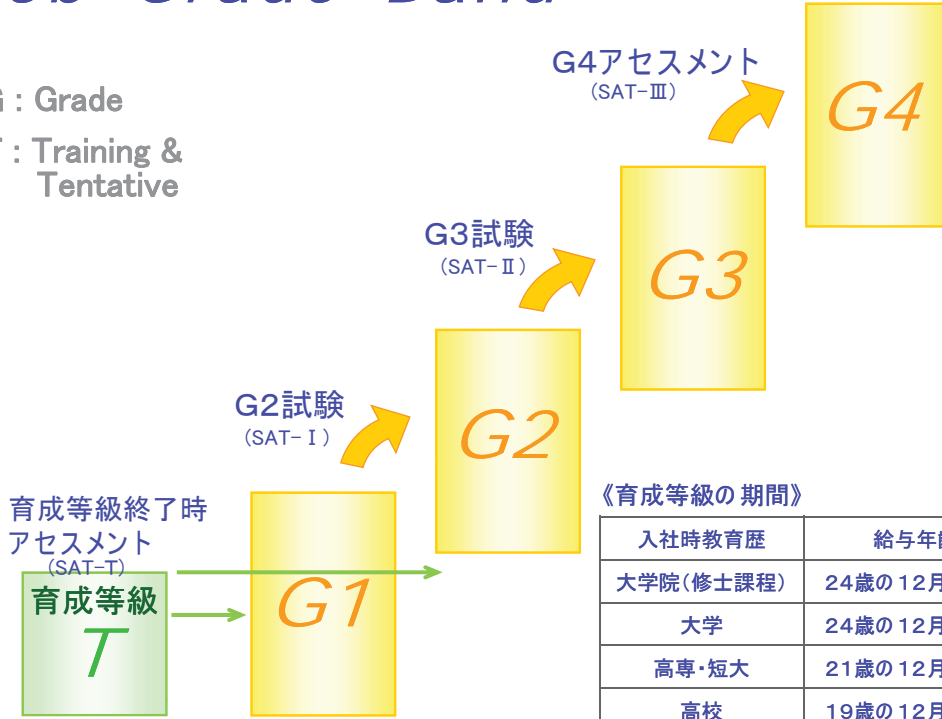 Grade Band
: Grade
: Training &
Tentative
G4アセスメント
(SAT-Ⅲ)
G4
G3試験
(SAT-Ⅱ)
G3
G2試験
(SAT-Ⅰ)
G2
育成等級終了時
アセスメント
(SAT-T)
育成等級
T
G1
《育成等級の期間》
入社時教育歴 給与年
大学院(修士課程) 24歳の12月
大学 24歳の12月
高専・短大 21歳の12月
高校 19歳の12月